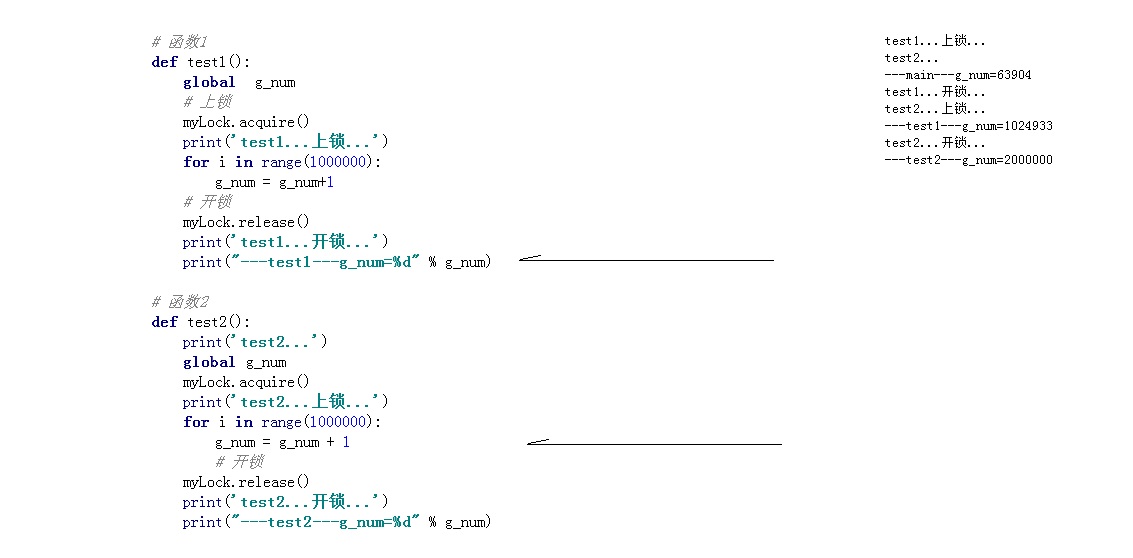 # 函数1
def test1():
    global  g_num
    # 上锁
    myLock.acquire()
    print('test1...上锁...')
    for i in range(1000000):
        g_num = g_num+1
    # 开锁
    myLock.release()
    print('test1...开锁...')
    print("---test1---g_num=%d" % g_num)
# 函数2
def test2():
    print('test2...')
    global g_num
    myLock.acquire()
    print('test2...上锁...')
    for i in range(1000000):
        g_num = g_num + 1
        # 开锁
    myLock.release()
    print('test2...开锁...')
    print("---test2---g_num=%d" % g_num)
test1...上锁...
test2...
---main---g_num=63904
test1...开锁...
test2...上锁...
---test1---g_num=1024933
test2...开锁...
---test2---g_num=2000000